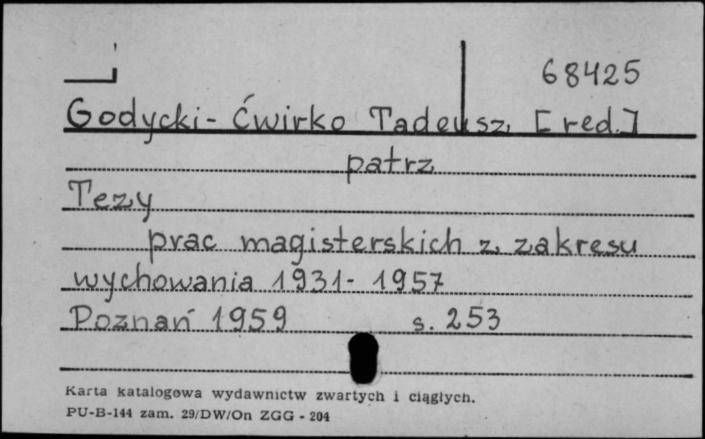 68425
Godycki-Ćwirko Tadeusz, [red.]
patrz
Tezy
prac magisterskich z zakresu
wychowania 1931-1957
Poznań 1959 s. 253
Karta katalogowa wydawnictw zwartych i ciągłych.
PU-B-144 zam. 29/DW/On ZGG - 204